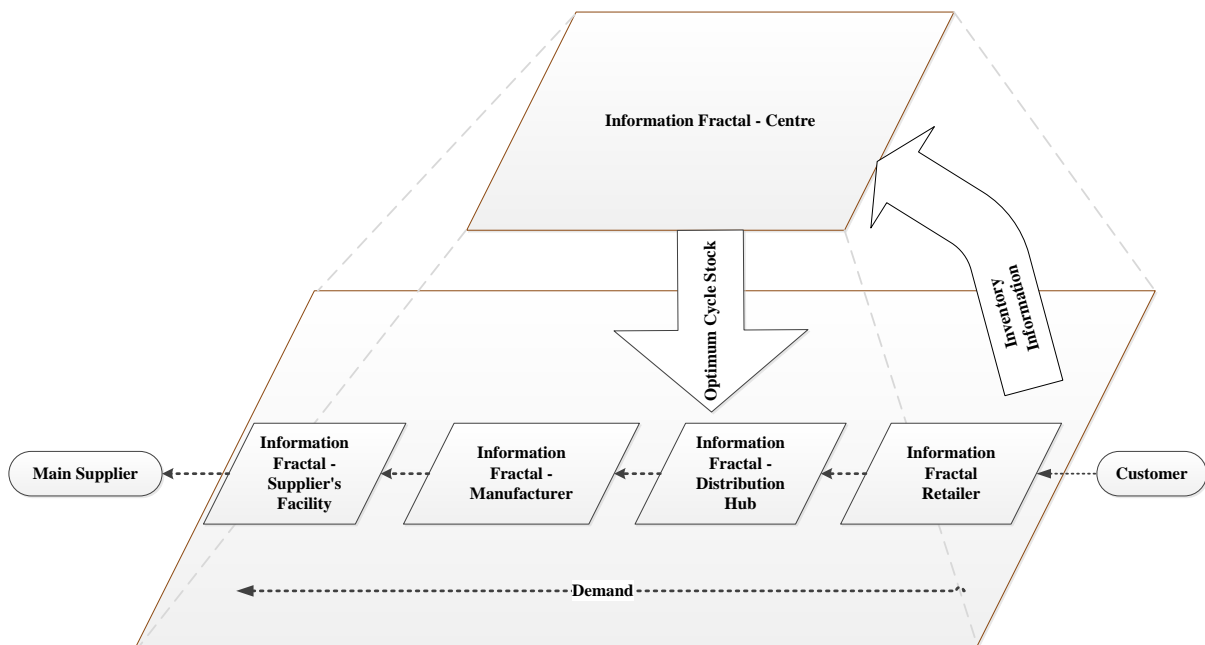 Information Fractal - Centre
Optimum Cycle Stock
Inventory
Information
Main Supplier
Information
Fractal -
Supplier's
Facility
Information
Fractal -
Manufacturer
Information
Fractal -
Distribution
Hub
Information
Fractal
Retailer
Customer
Demand